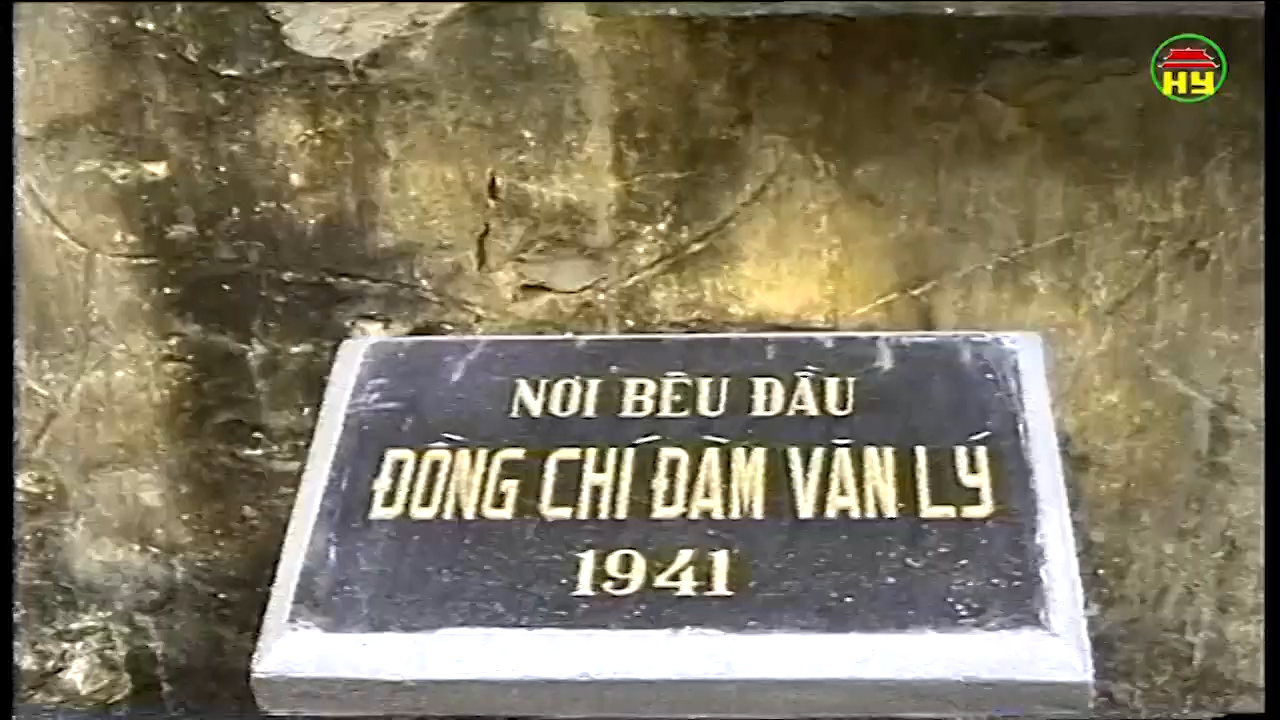 HY
NƠI BÊU ĐẦU
ĐỒNG CHÍ ĐÀM VĂN LÝ
1941